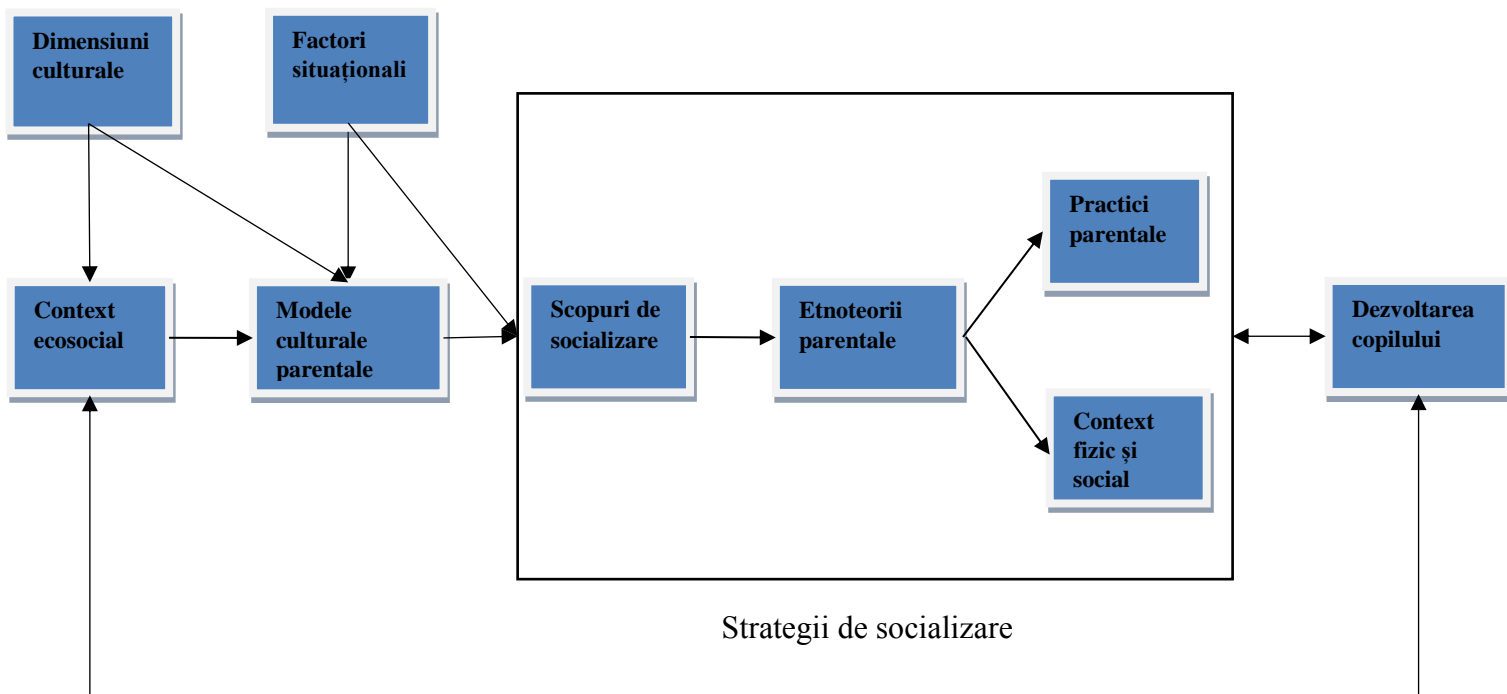 Dimensiuni
culturale
Factori
situaționali
Practici
parentale
Context
ecosocial
Modele
culturale
parentale
Scopuri de
socializare
Etnoteorii
parentale
Dezvoltarea
copilului
Context
fizic și
social
Strategii de socializare